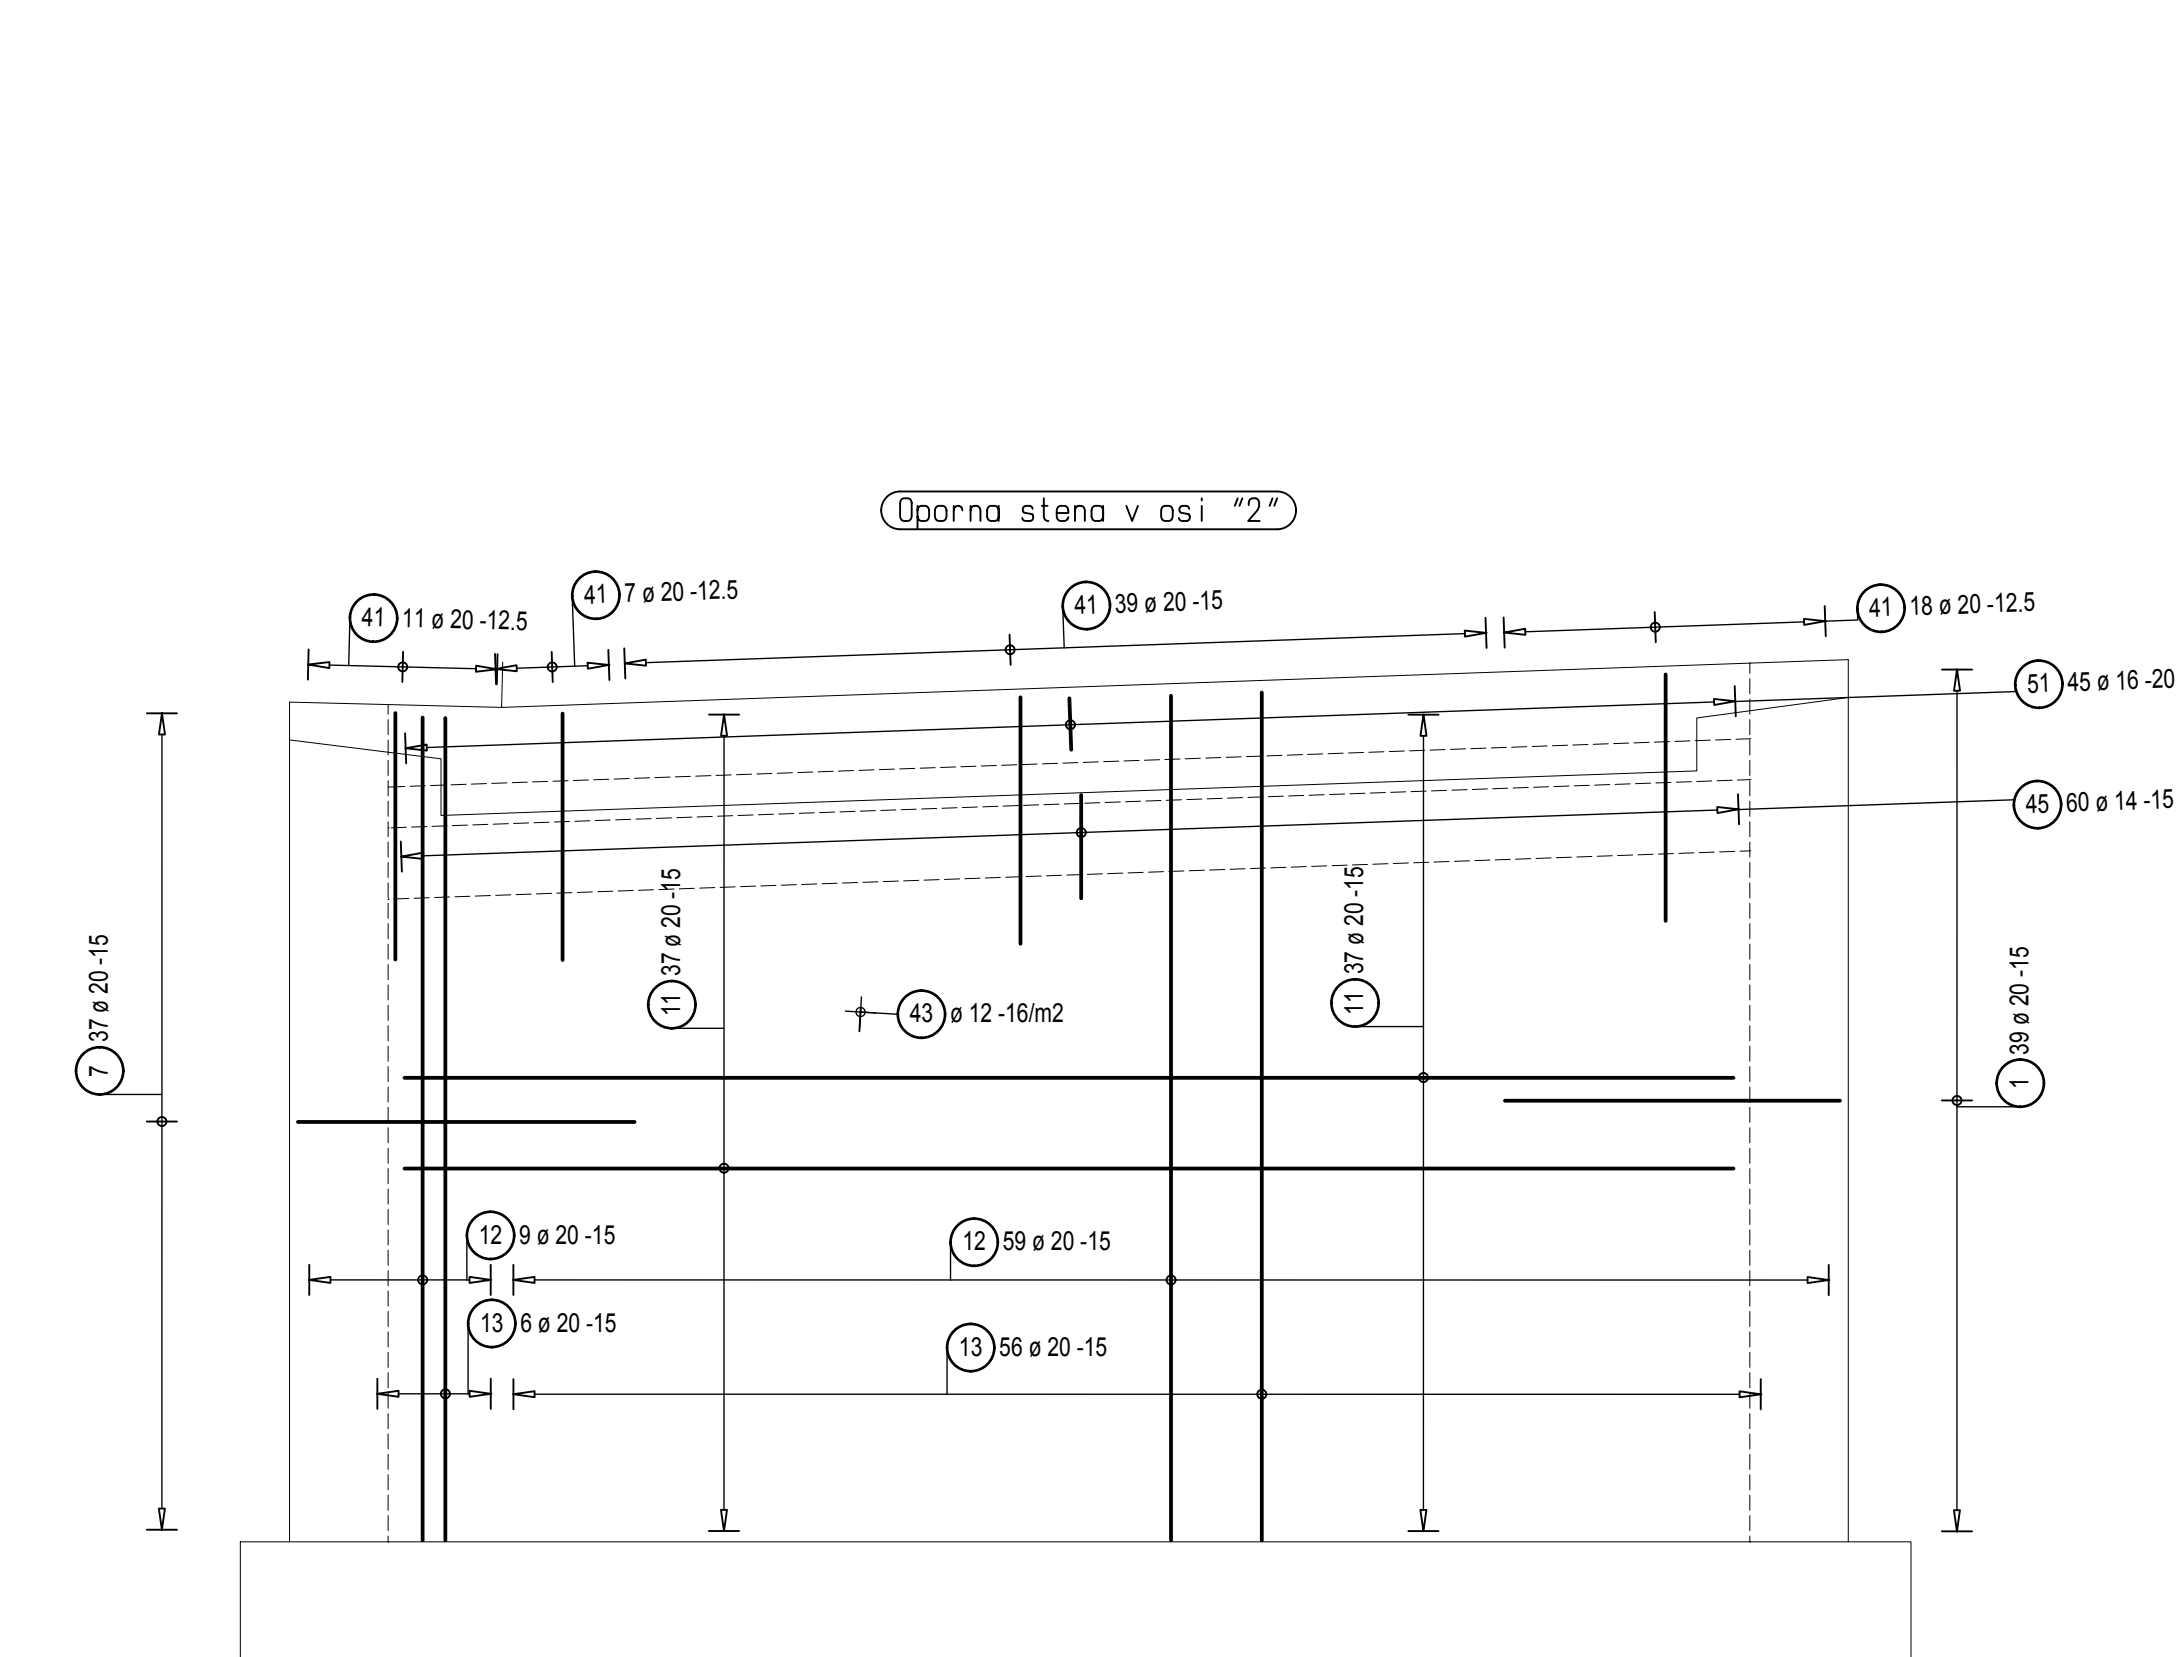 Oporna stena v osi "2"
41 11 ø 20 -12.5
41 7 ø 20 -12.5
41 39 ø 20 -15
41 18 ø 20 -12.5
51 45 ø 16 -20
45 60 ø 14 -15
7 37 ø 20 -15
11 37 ø 20 -15
43 ø 12 -16/m2
11 37 ø 20 -15
1 39 ø 20 -15
12 9 ø 20 -15
12 59 ø 20 -15
13 6 ø 20 -15
13 56 ø 20 -15